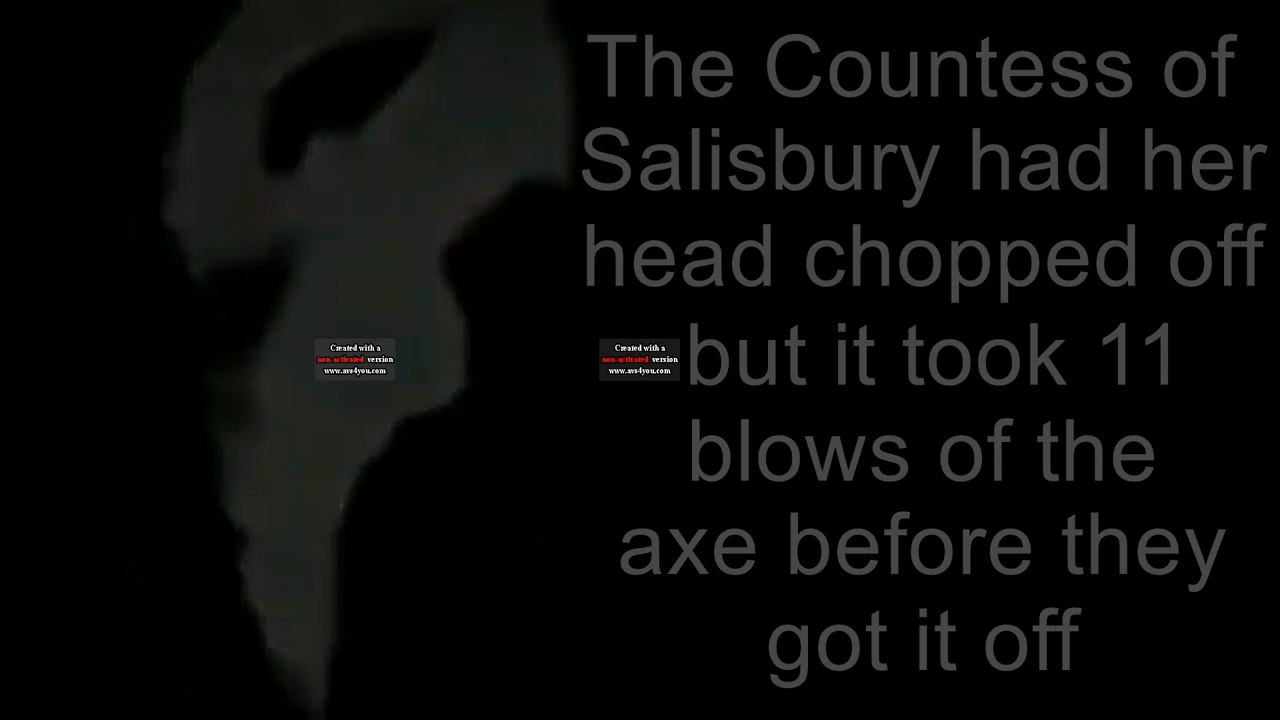 The Countess of
Salisbury had her
head chopped off
but it took 11
blows of the
axe before they
got it off
Created with a
non-activated version
www.avs4you.com
Created with a
non-activated version
www.avs4you.com